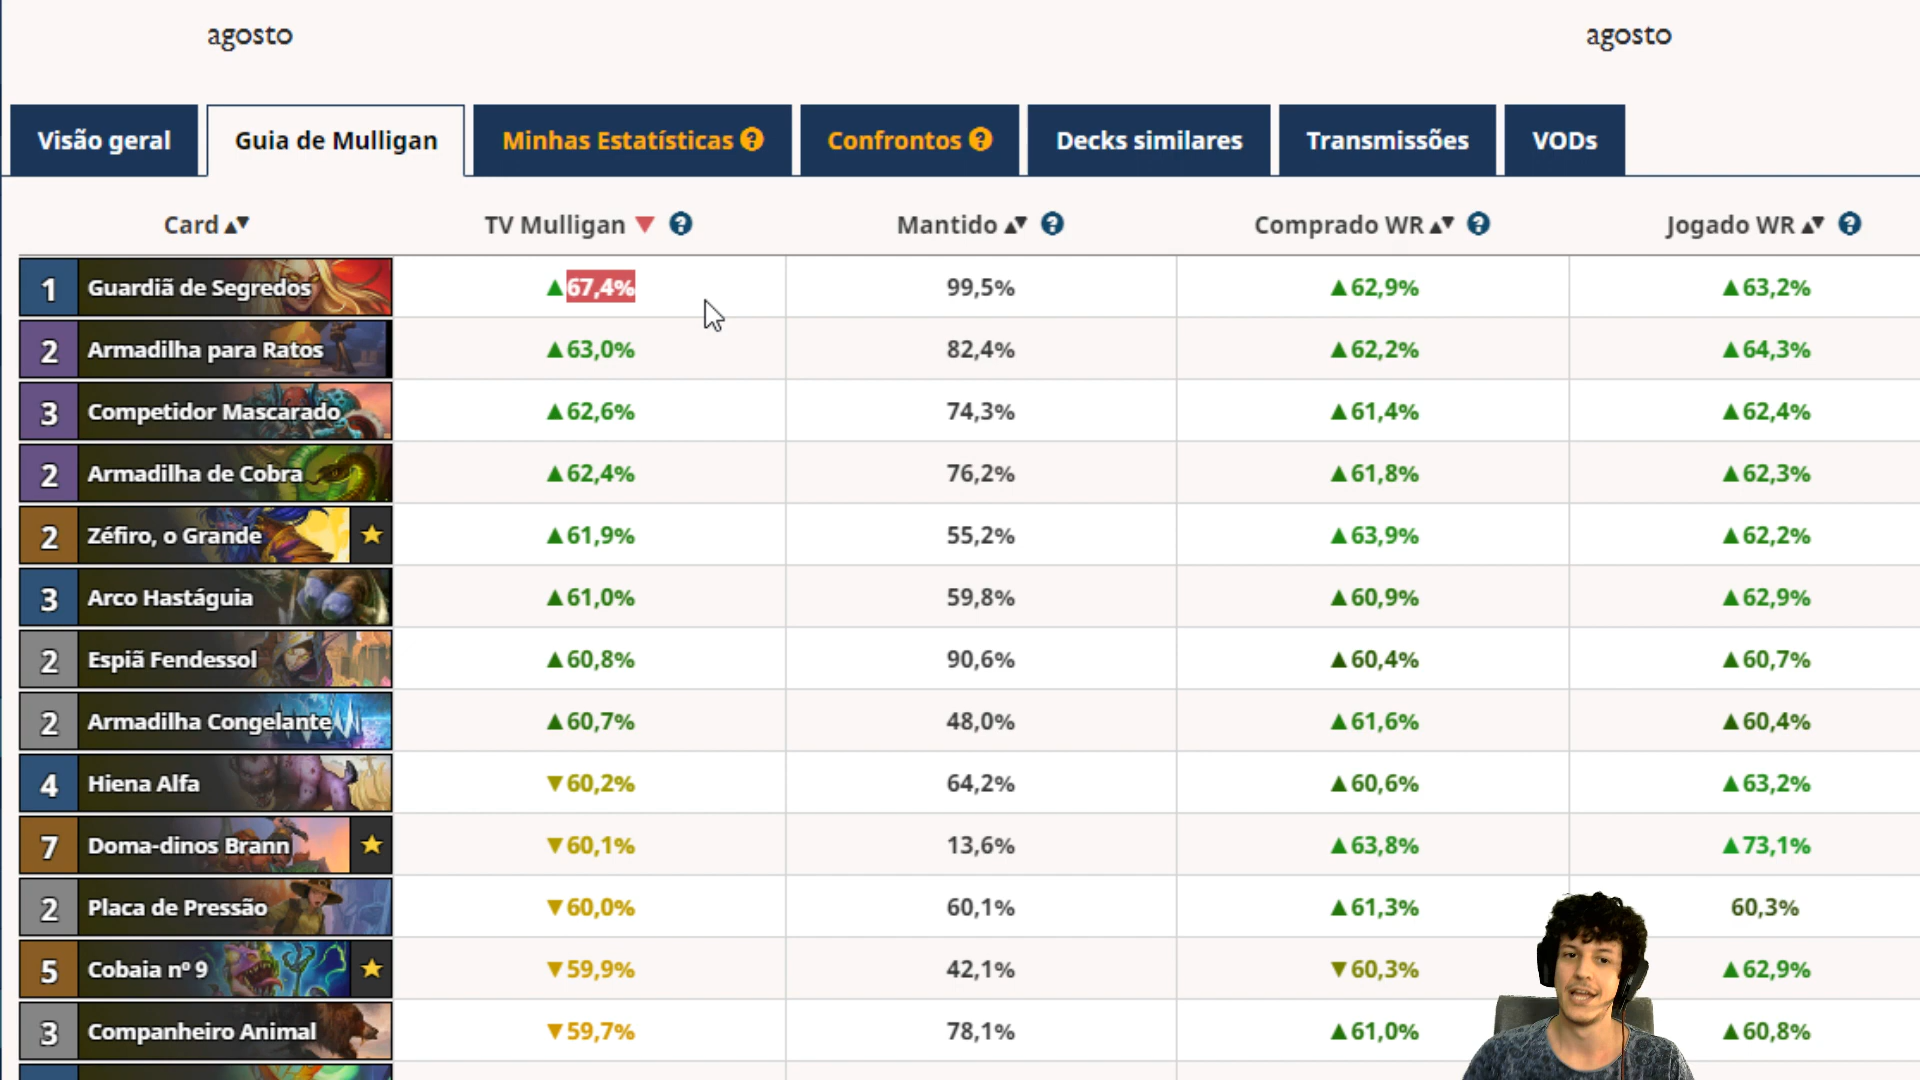 agosto agosto
Visão geral Guia de Mulligan Minhas Estatísticas ? Confrontos ? Decks similares Transmissões VODs
Card ▲▼ TV Mulligan ▼ ? Mantido ▲▼ ? Comprado WR ▲▼ ? Jogado WR ▲▼ ?
1 Guardiã de Segredos ▲67,4% 99,5% ▲62,9% ▲63,2%
2 Armadilha para Ratos ▲63,0% 82,4% ▲62,2% ▲64,3%
3 Competidor Mascarado ▲62,6% 74,3% ▲61,4% ▲62,4%
2 Armadilha de Cobra ▲62,4% 76,2% ▲61,8% ▲62,3%
2 Zéfiro, o Grande ★ ▲61,9% 55,2% ▲63,9% ▲62,2%
3 Arco Hastáguia ▲61,0% 59,8% ▲60,9% ▲62,9%
2 Espiã Fendessol ▲60,8% 90,6% ▲60,4% ▲60,7%
2 Armadilha Congelante ▲60,7% 48,0% ▲61,6% ▲60,4%
4 Hiena Alfa ▼60,2% 64,2% ▲60,6% ▲63,2%
7 Doma-dinos Brann ★ ▼60,1% 13,6% ▲63,8% ▲73,1%
2 Placa de Pressão ▼60,0% 60,1% ▲61,3% 60,3%
5 Cobaia nº 9 ★ ▼59,9% 42,1% ▼60,3% ▲62,9%
3 Companheiro Animal ▼59,7% 78,1% ▲61,0% ▲60,8%